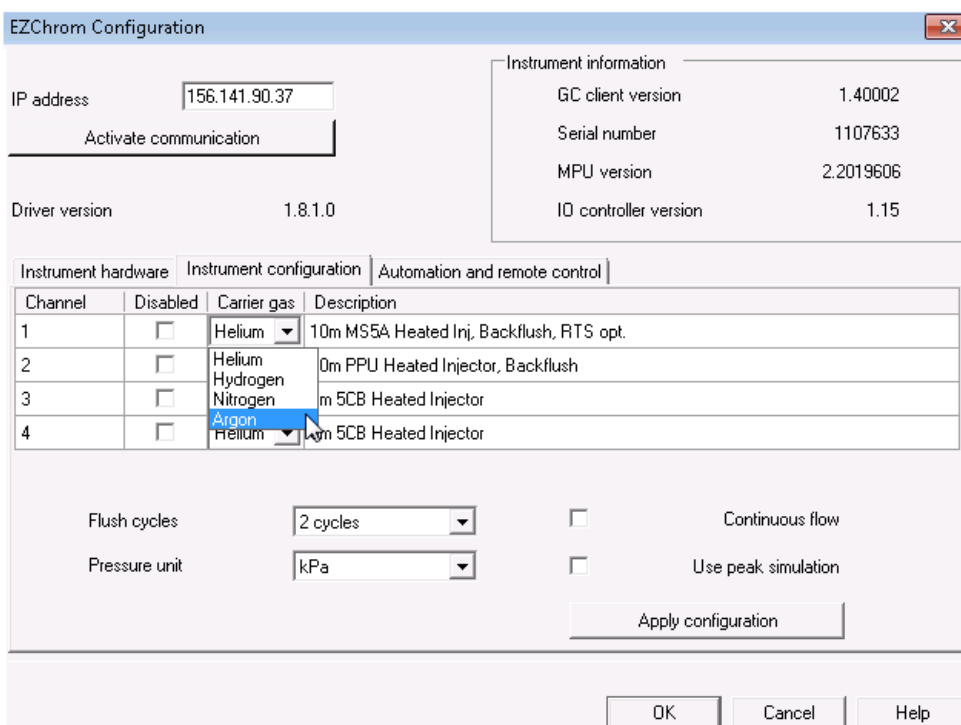 EZChrom Configuration
IP address 156.141.90.37
Activate communication
Driver version 1.8.1.0
Instrument information
GC client version 1.40002
Serial number 1107633
MPU version 2.2019606
IO controller version 1.15
Instrument hardware Instrument configuration Automation and remote control
Channel Disabled Carrier gas Description
1 Helium 10m MS5A Heated Inj, Backflush, RTS opt.
Helium
Hydrogen
Nitrogen
Argon
2 PPU Heated Injector, Backflush
3 5CB Heated Injector
4 Helium 5CB Heated Injector
Flush cycles 2 cycles Continuous flow
Pressure unit kPa Use peak simulation
Apply configuration
OK Cancel Help